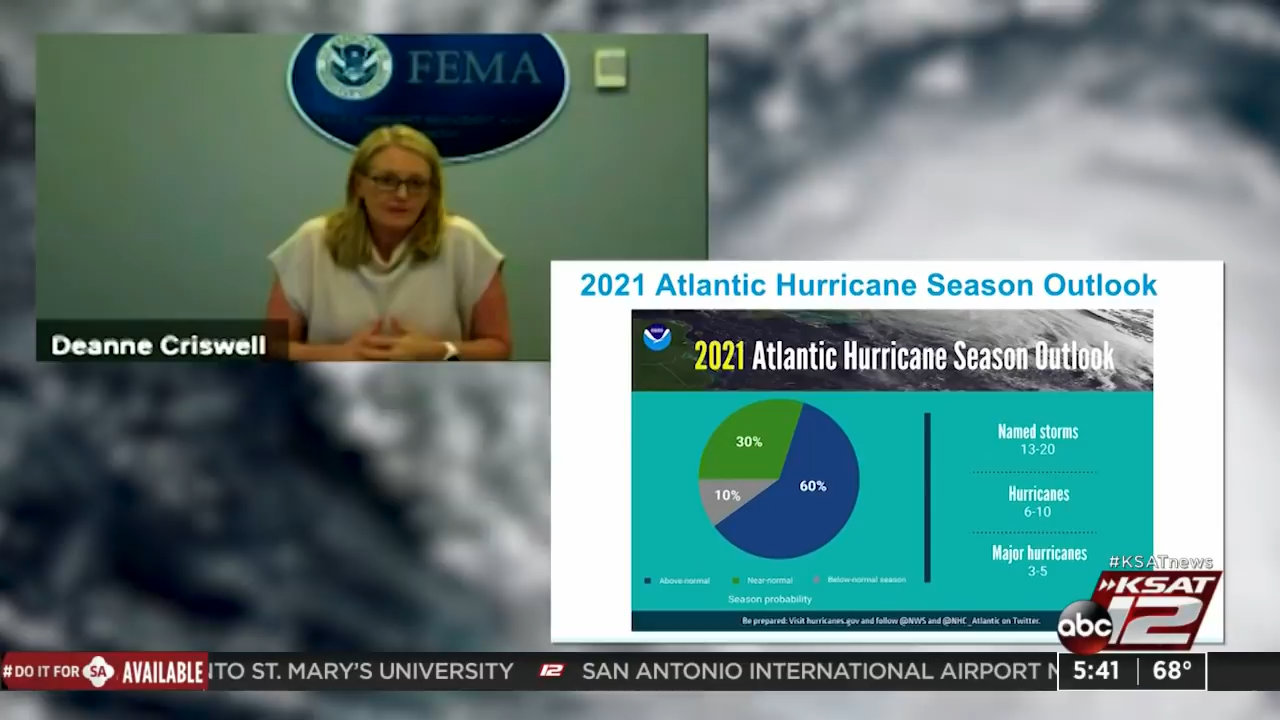 FEMA
Deanne Criswell
2021 Atlantic Hurricane Season Outlook
2021 Atlantic Hurricane Season Outlook
30%
10%
60%
Above-normal
Near-normal
Below-normal season
Season probability
Named storms
13-20
Hurricanes
6-10
Major hurricanes
3-5
Be prepared: Visit hurricanes.gov and follow @NWS and @NHC_Atlantic on Twitter.
#KSATnews
KSAT
abc 12
#DO IT FOR SA AVAILABLE
NTO ST. MARY'S UNIVERSITY 12 SAN ANTONIO INTERNATIONAL AIRPORT
5:41 68°